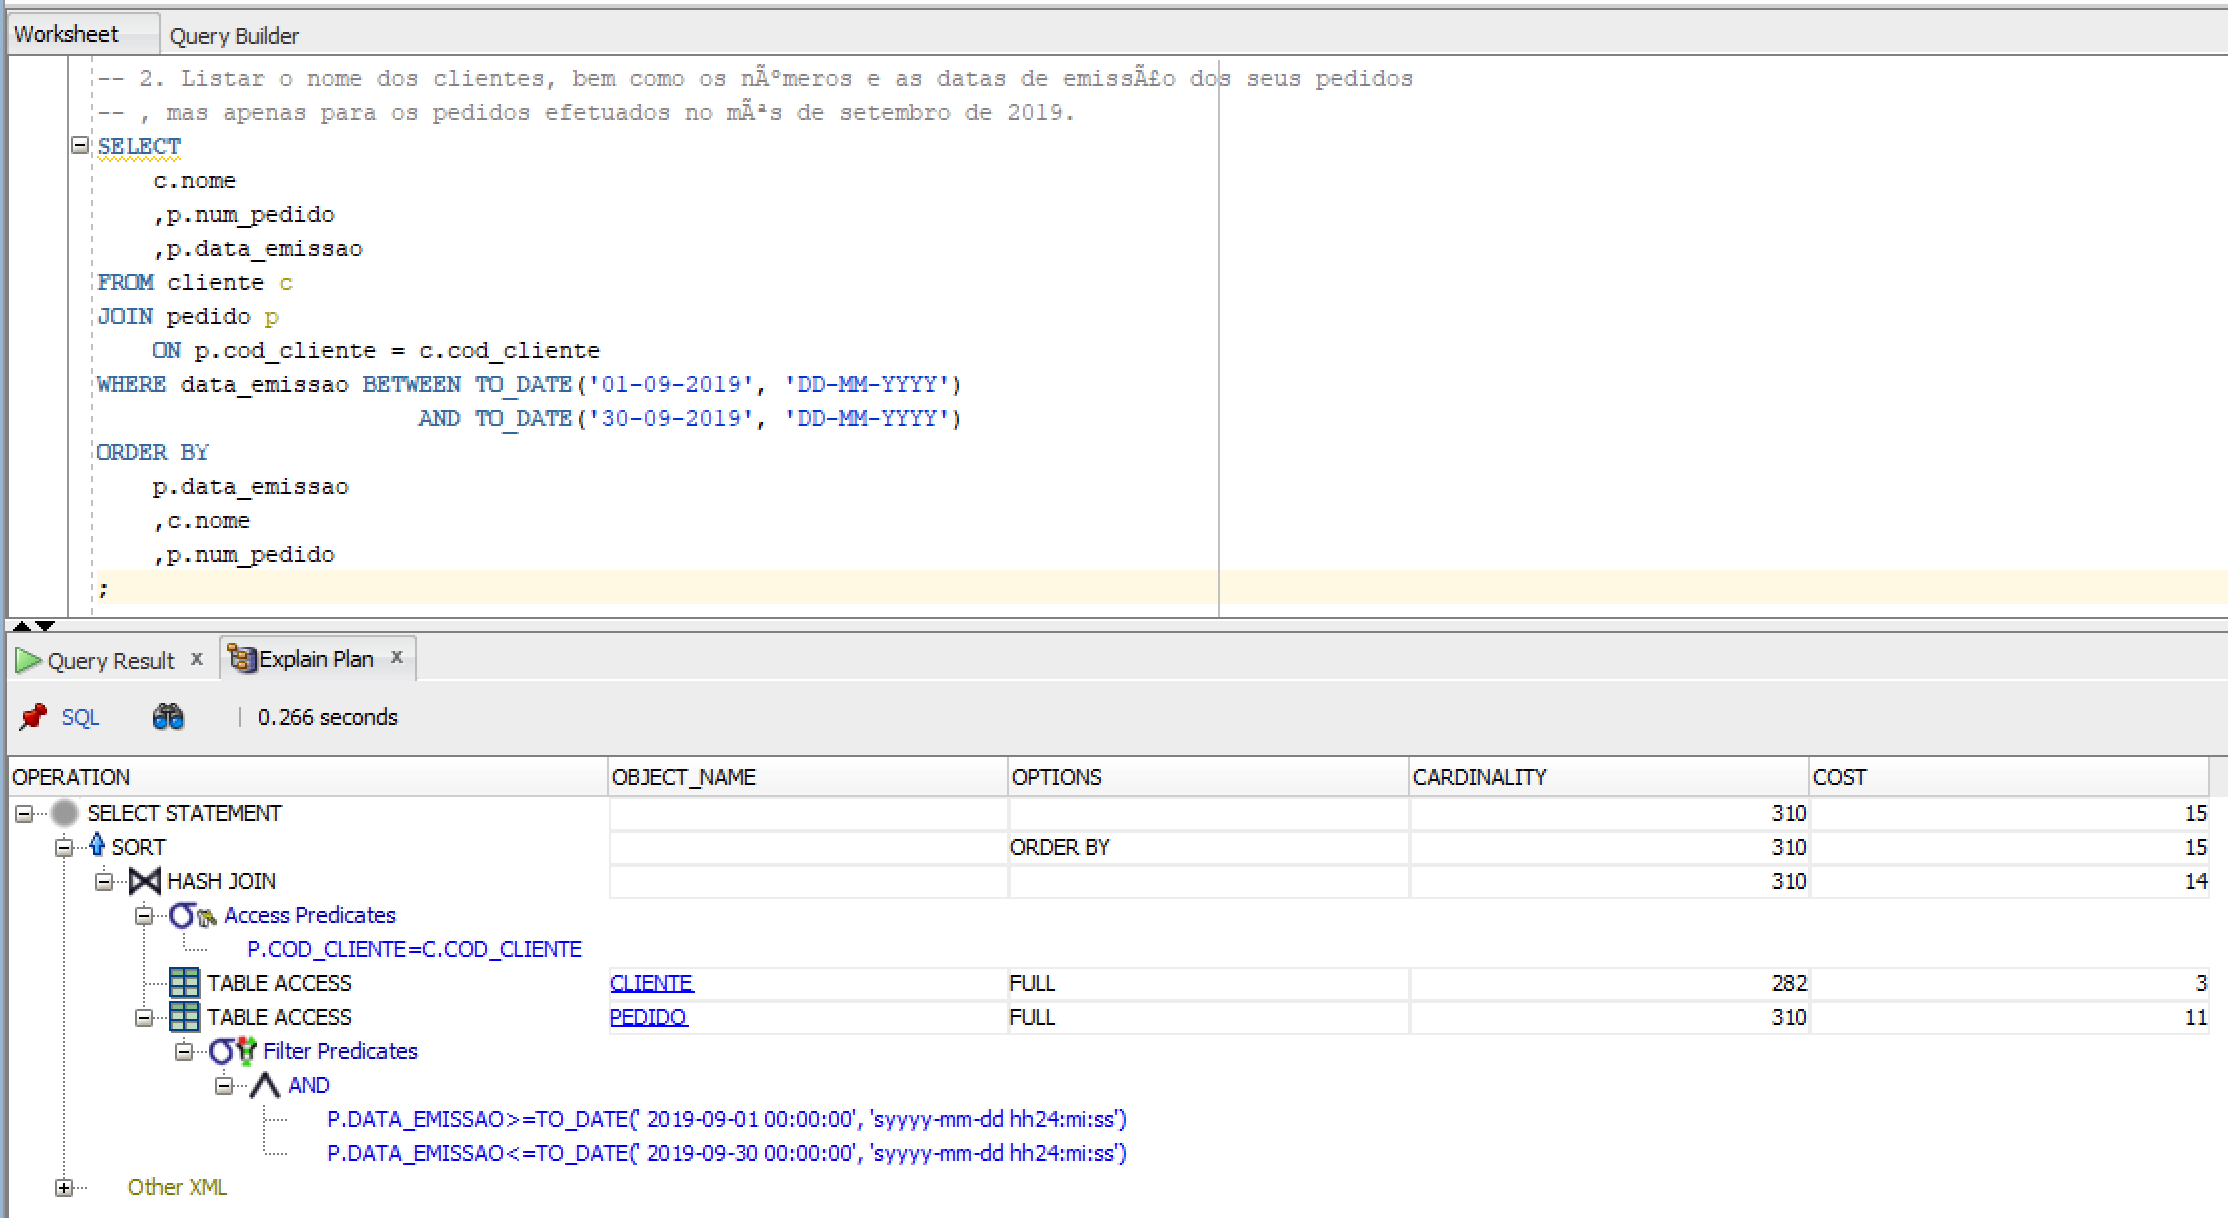 Worksheet Query Builder
-- 2. Listar o nome dos clientes, bem como os nÃºmeros e as datas de emissÃ£o dos seus pedidos
-- , mas apenas para os pedidos efetuados no mÃªs de setembro de 2019.
SELECT
c.nome
,p.num_pedido
,p.data_emissao
FROM cliente c
JOIN pedido p
ON p.cod_cliente = c.cod_cliente
WHERE data_emissao BETWEEN TO_DATE('01-09-2019', 'DD-MM-YYYY')
AND TO_DATE('30-09-2019', 'DD-MM-YYYY')
ORDER BY
p.data_emissao
,c.nome
,p.num_pedido
;
Query Result x Explain Plan x
SQL | 0.266 seconds
OPERATION OBJECT_NAME OPTIONS CARDINALITY COST
SELECT STATEMENT 310 15
SORT ORDER BY 310 15
HASH JOIN 310 14
Access Predicates
P.COD_CLIENTE=C.COD_CLIENTE
TABLE ACCESS CLIENTE FULL 282 3
TABLE ACCESS PEDIDO FULL 310 11
Filter Predicates
AND
P.DATA_EMISSAO>=TO_DATE(' 2019-09-01 00:00:00', 'syyyy-mm-dd hh24:mi:ss')
P.DATA_EMISSAO<=TO_DATE(' 2019-09-30 00:00:00', 'syyyy-mm-dd hh24:mi:ss')
Other XML